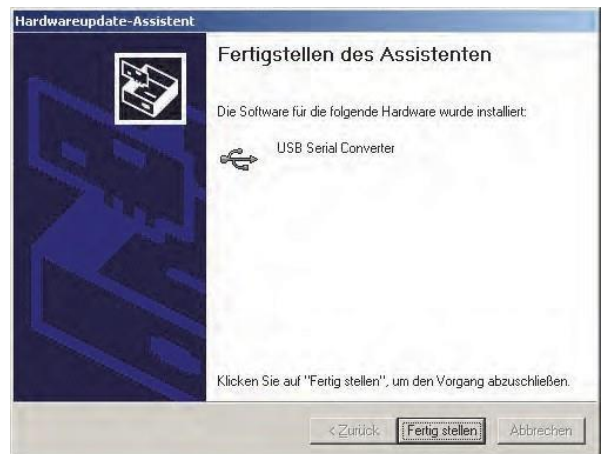 Hardwareupdate-Assistent
Fertigstellen des Assistenten
Die Software für die folgende Hardware wurde installiert:
USB Serial Converter
Klicken Sie auf "Fertig stellen", um den Vorgang abzuschließen.
< Zurück Fertig stellen Abbrechen